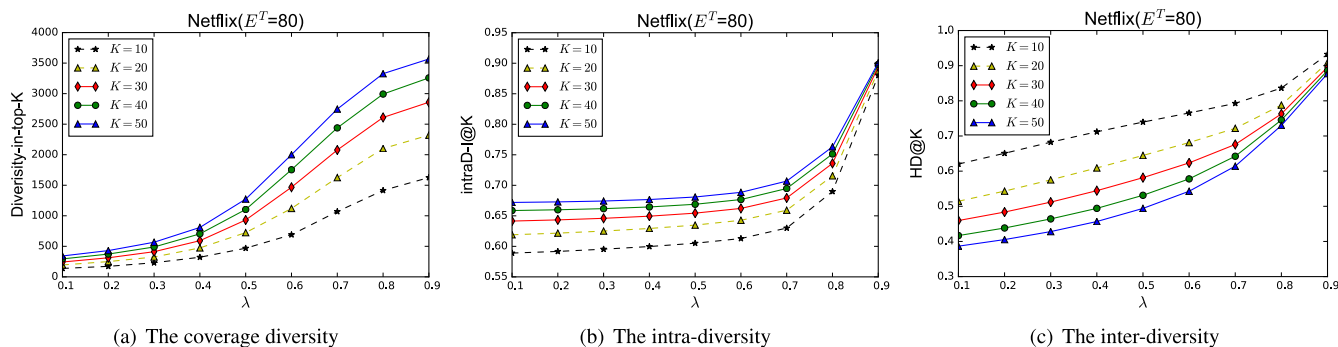 Netflix(E^T=80)
Diverisity-in-top-K
4000
3500
3000
2500
2000
1500
1000
500
0
K = 10
K = 20
K = 30
K = 40
K = 50
0.1 0.2 0.3 0.4 0.5 0.6 0.7 0.8 0.9
λ
(a) The coverage diversity
Netflix(E^T=80)
intraD-I@K
0.95
0.90
0.85
0.80
0.75
0.70
0.65
0.60
0.55
K = 10
K = 20
K = 30
K = 40
K = 50
0.1 0.2 0.3 0.4 0.5 0.6 0.7 0.8 0.9
λ
(b) The intra-diversity
Netflix(E^T=80)
HD@K
1.0
0.9
0.8
0.7
0.6
0.5
0.4
0.3
K = 10
K = 20
K = 30
K = 40
K = 50
0.1 0.2 0.3 0.4 0.5 0.6 0.7 0.8 0.9
λ
(c) The inter-diversity